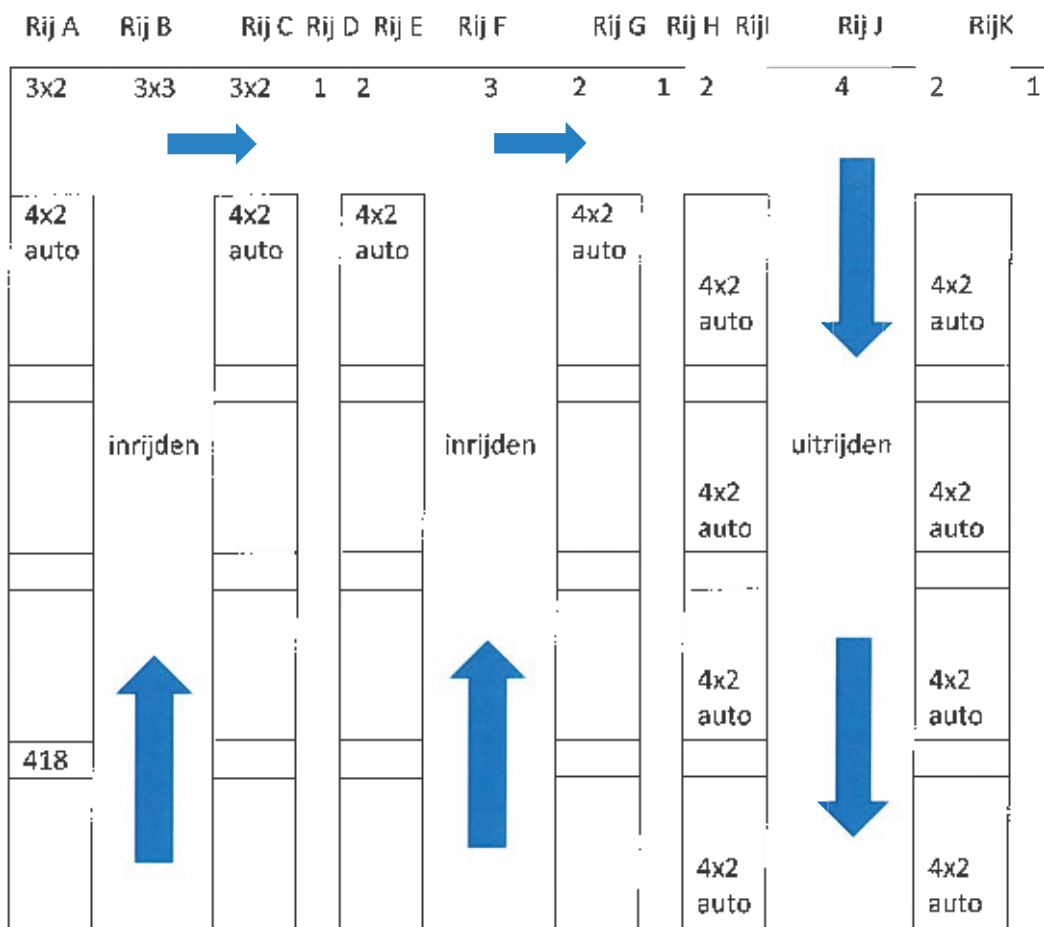 Rij A Rij B Rij C Rij D Rij E Rij F Rij G Rij H RijI Rij J RijK
3x2 3x3 3x2 1 2 3 2 1 2 4 2 1
4x2 4x2 4x2 4x2
auto auto auto auto
4x2 4x2
auto auto
inrijden inrijden uitrijden
4x2 4x2
auto auto
4x2 4x2
auto auto
418
4x2 4x2
auto auto